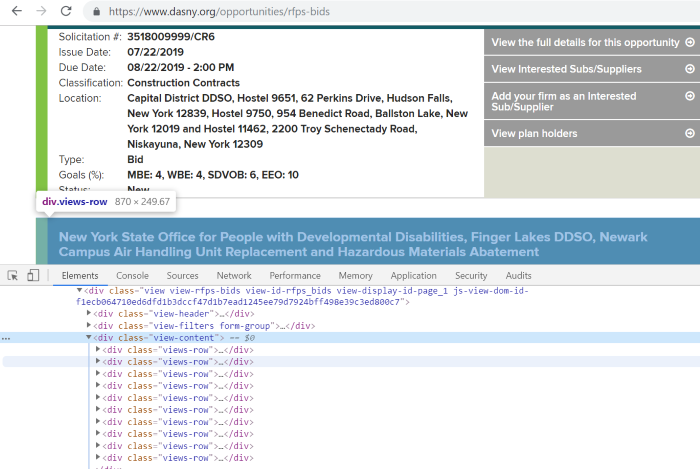 https://www.dasny.org/opportunities/rfps-bids
Solicitation #: 3518009999/CR6
Issue Date: 07/22/2019
Due Date: 08/22/2019 - 2:00 PM
Classification: Construction Contracts
Location: Capital District DDSO, Hostel 9651, 62 Perkins Drive, Hudson Falls,
New York 12839, Hostel 9750, 954 Benedict Road, Ballston Lake, New
York 12019 and Hostel 11462, 2200 Troy Schenectady Road,
Niskayuna, New York 12309
Type: Bid
Goals (%): MBE: 4, WBE: 4, SDVOB: 6, EEO: 10
Status: New
View the full details for this opportunity
View Interested Subs/Suppliers
Add your firm as an Interested
Sub/Supplier
View plan holders
div.views-row 870 × 249.67
New York State Office for People with Developmental Disabilities, Finger Lakes DDSO, Newark
Campus Air Handling Unit Replacement and Hazardous Materials Abatement
Elements Console Sources Network Performance Memory Application Security Audits
<div class="view view-rfps-bids view-id-rfps_bids view-display-id-page_1 js-view-dom-id-
f1ecb064710ed6dfd1b3dccf47d1b7ead1245ee79d7924bff498e39c3ed800c7">
<div class="view-header">…</div>
<div class="view-filters form-group">…</div>
<div class="view-content"> == $0
<div class="views-row">…</div>
<div class="views-row">…</div>
<div class="views-row">…</div>
<div class="views-row">…</div>
<div class="views-row">…</div>
<div class="views-row">…</div>
<div class="views-row">…</div>
<div class="views-row">…</div>
<div class="views-row">…</div>
<div class="views-row">…</div>
</div>